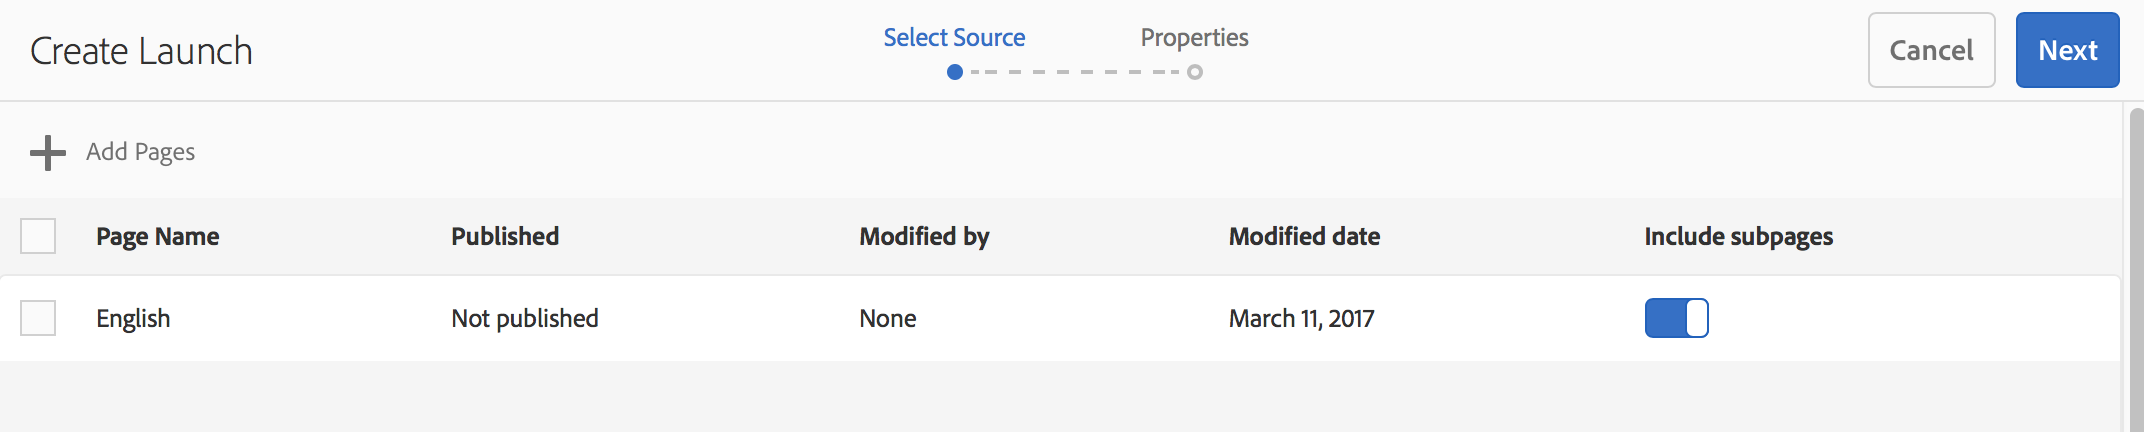 Create Launch
Select Source Properties
Cancel Next
Add Pages
Page Name Published Modified by Modified date Include subpages
English Not published None March 11, 2017